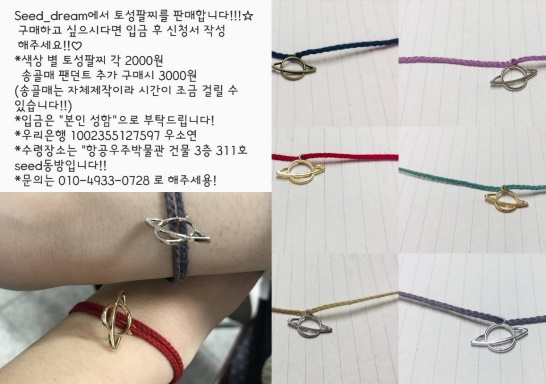 Seed_dream에서 토성팔찌를 판매합니다!!!☆
구매하고 싶으시다면 입금 후 신청서 작성
해주세요!!♡
*색상 별 토성팔찌 각 2000원
송골매 팬던트 추가 구매시 3000원
(송골매는 자체제작이라 시간이 조금 걸릴 수
있습니다!!)
*입금은 "본인 성함"으로 부탁드립니다!
*우리은행 1002355127597 우소연
*수령장소는 "항공우주박물관 건물 3층 311호
seed동방입니다!!
*문의는 010-4933-0728 로 해주세용!